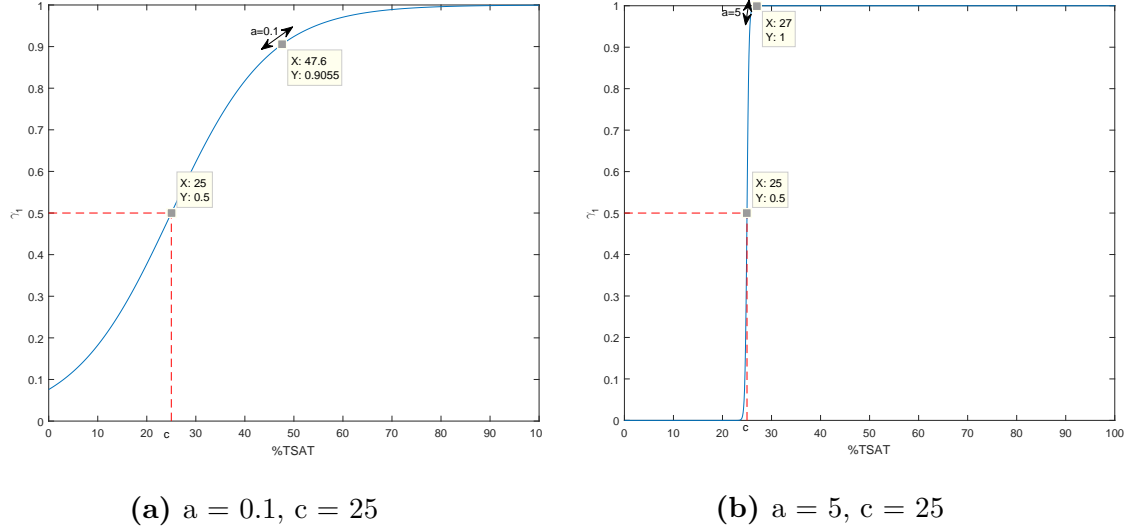 1
0.9
0.8
0.7
0.6
0.5
0.4
0.3
0.2
0.1
0
γ1
a=0.1
X: 47.6
Y: 0.9055
X: 25
Y: 0.5
0 10 20 c 30 40 50 60 70 80 90 10
%TSAT
(a) a = 0.1, c = 25
1
0.9
0.8
0.7
0.6
0.5
0.4
0.3
0.2
0.1
0
γ1
a=5
X: 27
Y: 1
X: 25
Y: 0.5
0 10 20 c 30 40 50 60 70 80 90 100
%TSAT
(b) a = 5, c = 25